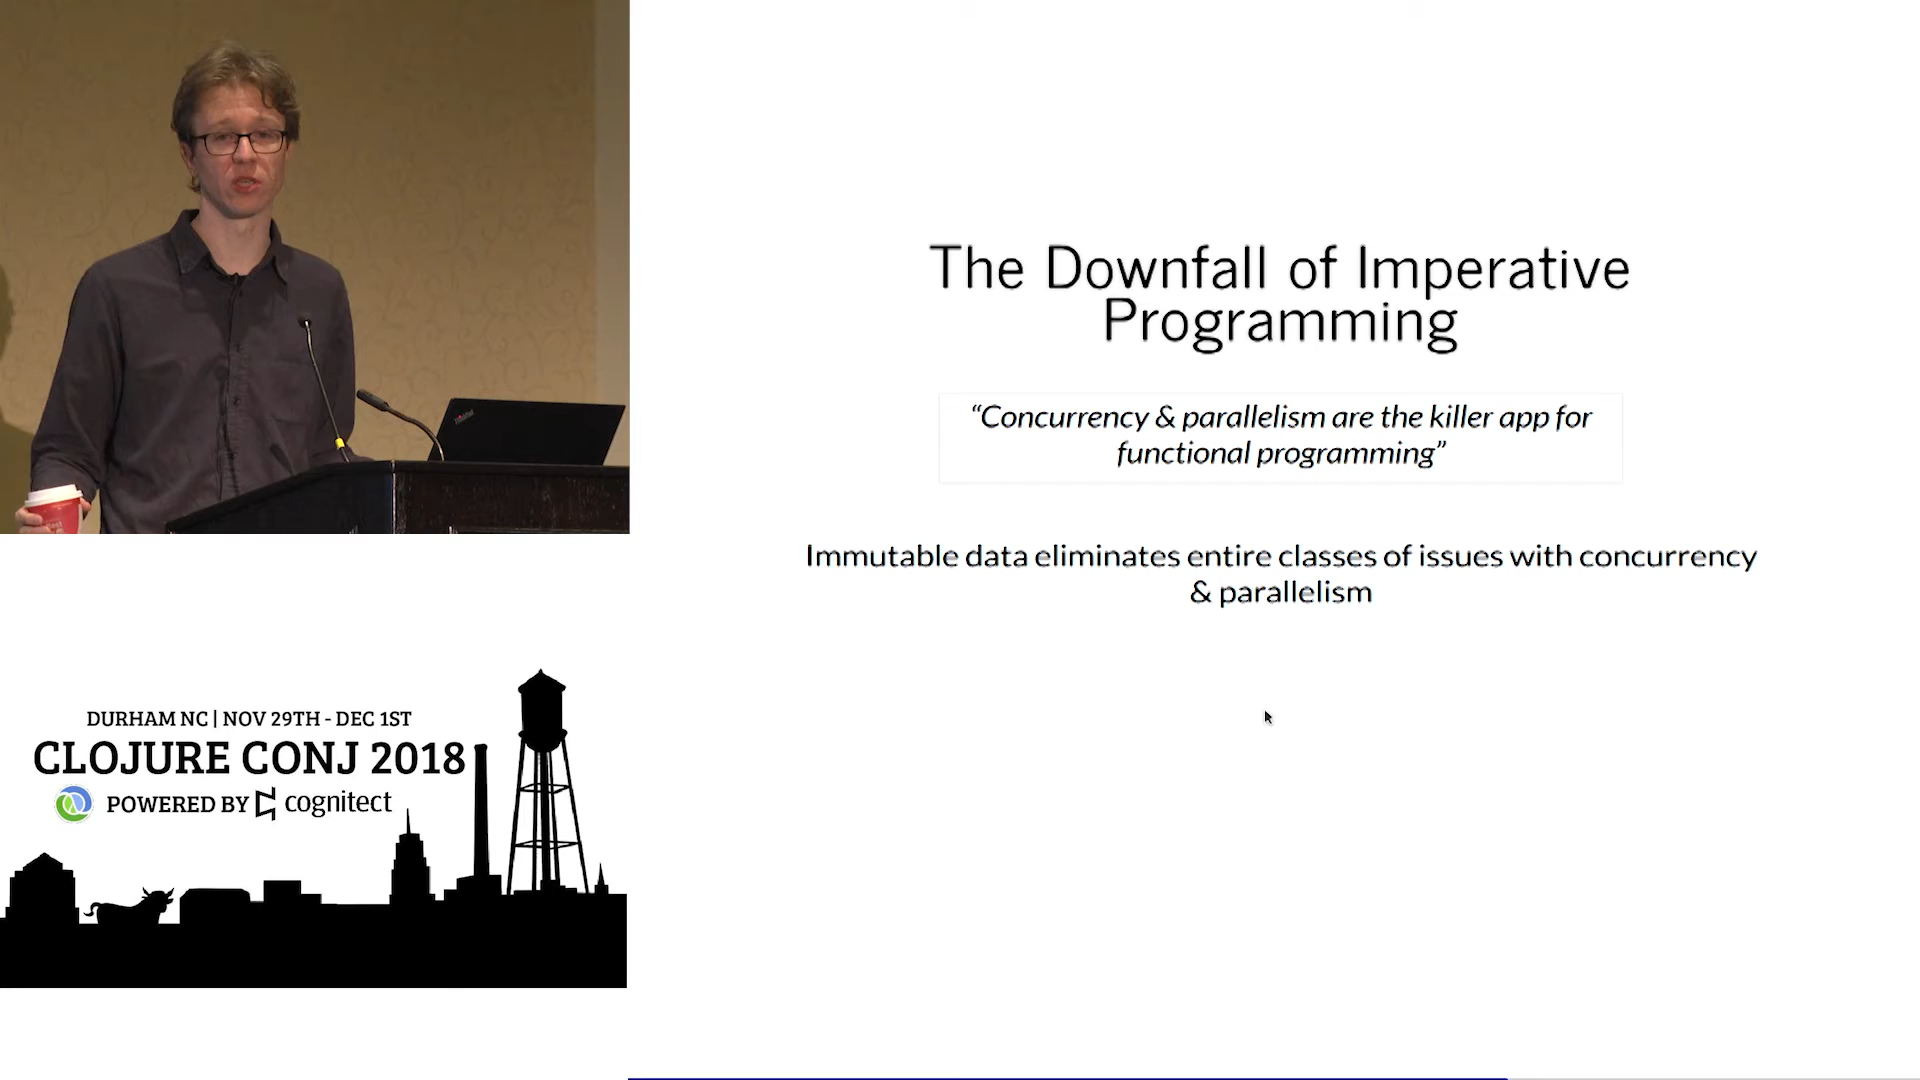 The Downfall of Imperative
Programming
“Concurrency & parallelism are the killer app for
functional programming”
Immutable data eliminates entire classes of issues with concurrency
& parallelism
DURHAM NC | NOV 29TH - DEC 1ST
CLOJURE CONJ 2018
POWERED BY cognitect